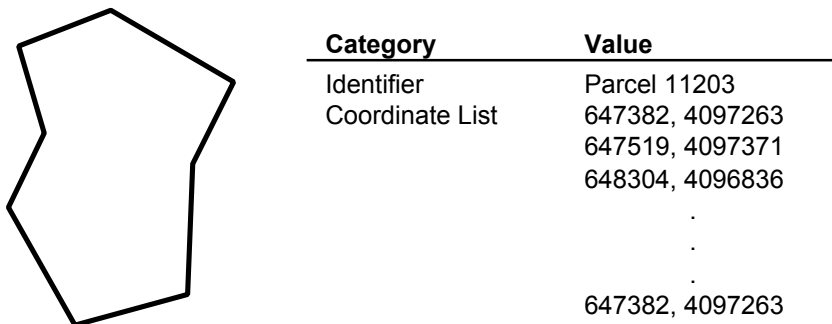 Category Value
Identifier Parcel 11203
Coordinate List 647382, 4097263
647519, 4097371
648304, 4096836
.
.
.
647382, 4097263